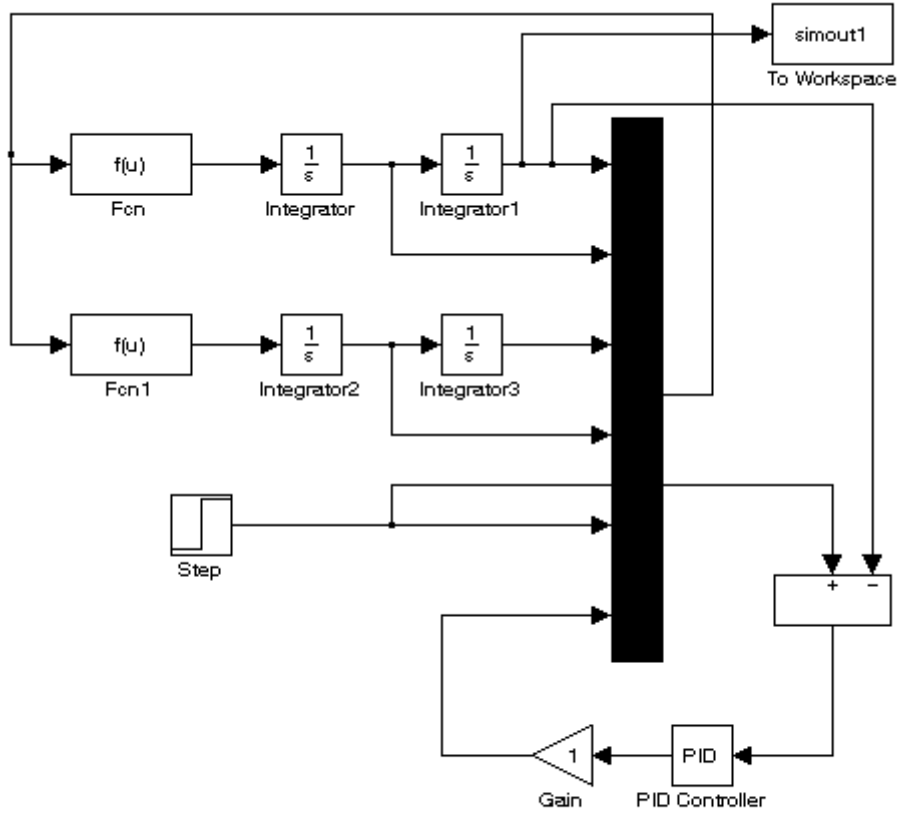 simout1
To Workspace
f(u)
Fcn
1
s
Integrator
1
s
Integrator1
f(u)
Fcn1
1
s
Integrator2
1
s
Integrator3
Step
+ −
1
Gain
PID
PID Controller